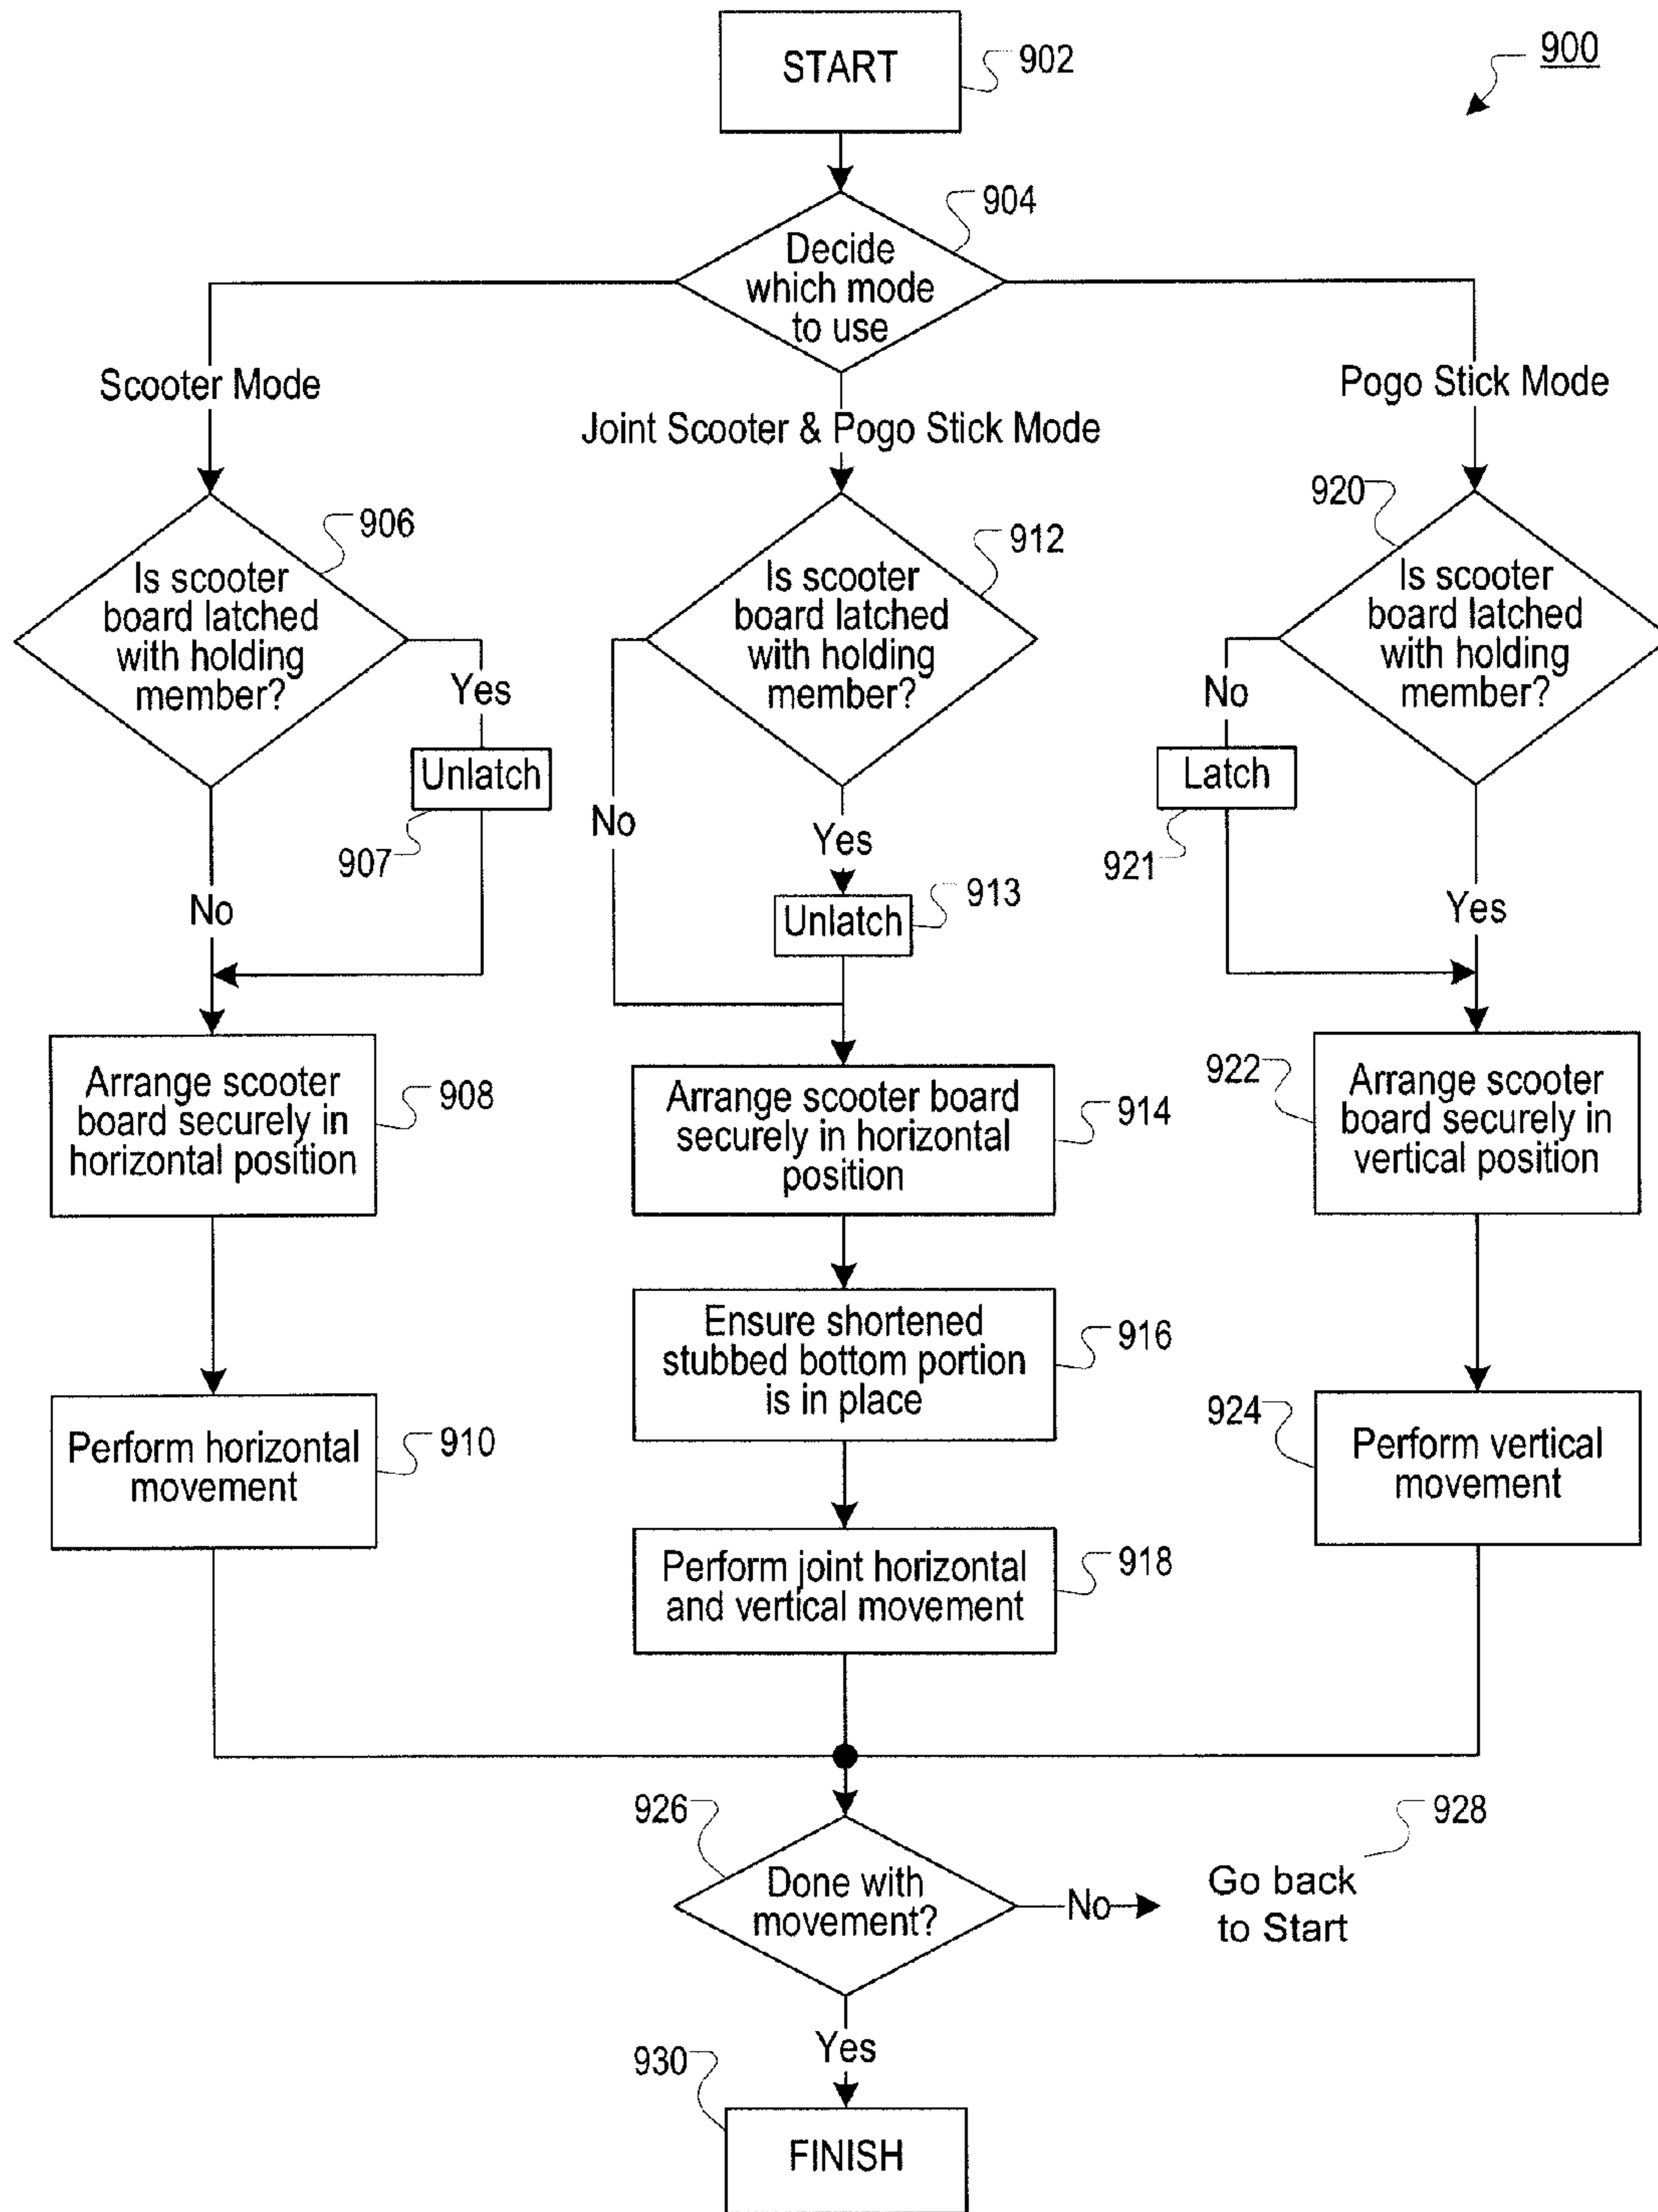 START
902
900
904
Decide
which mode
to use
Scooter Mode
Joint Scooter & Pogo Stick Mode
Pogo Stick Mode
906
Is scooter
board latched
with holding
member?
Yes
Unlatch
907
No
908
Arrange scooter
board securely in
horizontal position
910
Perform horizontal
movement
912
Is scooter
board latched
with holding
member?
No
Yes
913
Unlatch
914
Arrange scooter board
securely in horizontal
position
916
Ensure shortened
stubbed bottom portion
is in place
918
Perform joint horizontal
and vertical movement
920
Is scooter
board latched
with holding
member?
No
Latch
921
Yes
922
Arrange scooter
board securely in
vertical position
924
Perform vertical
movement
926
Done with
movement?
No
928
Go back
to Start
Yes
930
FINISH